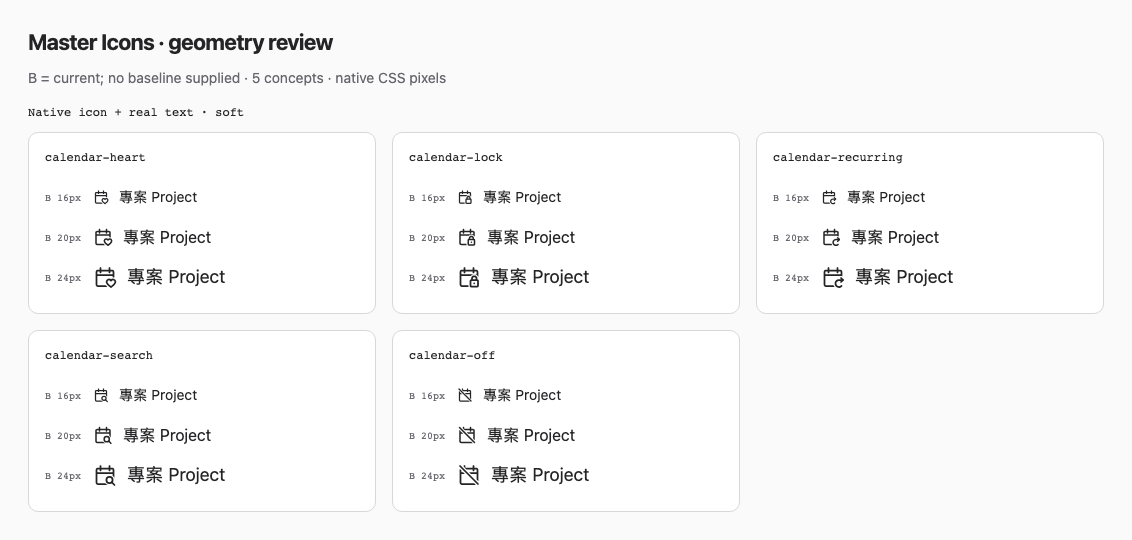 Master Icons · geometry review
B = current; no baseline supplied · 5 concepts · native CSS pixels
Native icon + real text · soft
calendar-heart
B 16px 專案 Project
B 20px 專案 Project
B 24px 專案 Project
calendar-lock
B 16px 專案 Project
B 20px 專案 Project
B 24px 專案 Project
calendar-recurring
B 16px 專案 Project
B 20px 專案 Project
B 24px 專案 Project
calendar-search
B 16px 專案 Project
B 20px 專案 Project
B 24px 專案 Project
calendar-off
B 16px 專案 Project
B 20px 專案 Project
B 24px 專案 Project